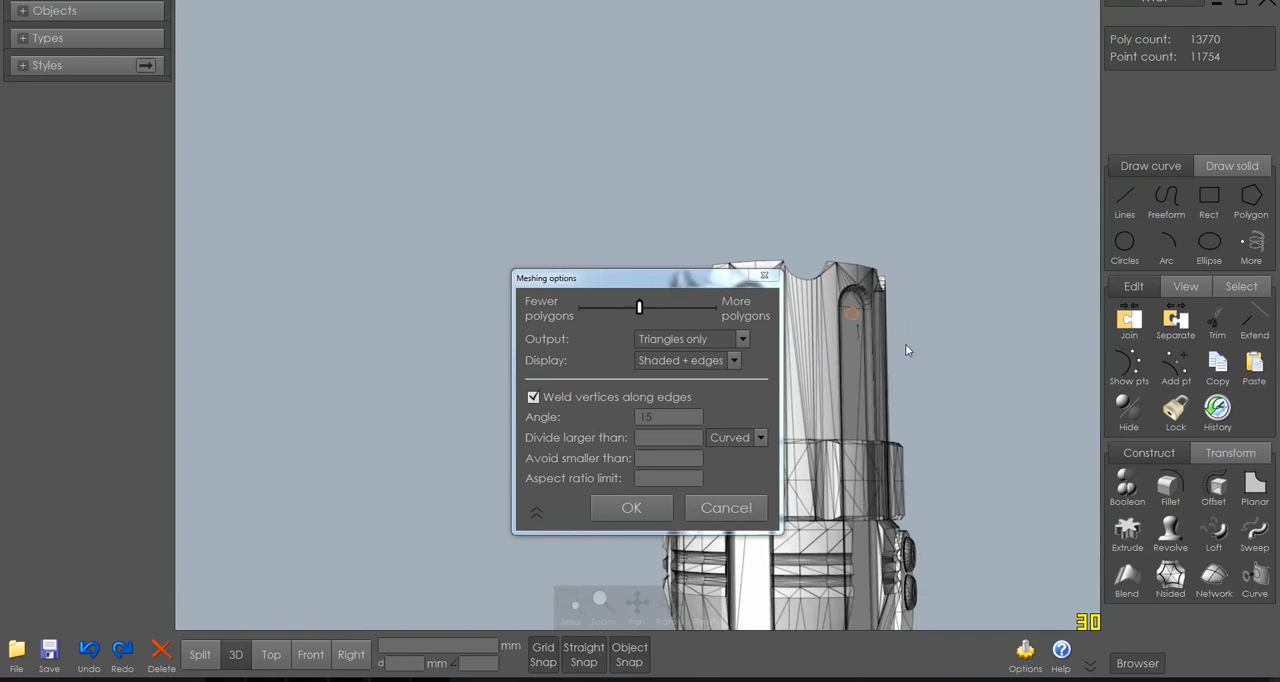 Objects
Types
Styles
Poly count: 13770
Point count: 11754
Draw curve Draw solid
Lines Freeform Rect Polygon
Circles Arc Ellipse More
Edit View Select
Join Separate Trim Extend
Show pts Add pt Copy Paste
Hide Lock History
Construct Transform
Boolean Fillet Offset Planar
Extrude Revolve Loft Sweep
Blend Nsided Network Curve
Meshing options
Fewer polygons More polygons
Output: Triangles only
Display: Shaded + edges
Weld vertices along edges
Angle: 15
Divide larger than: Curved
Avoid smaller than:
Aspect ratio limit:
OK Cancel
Area Zoom Pan
30
File Save Undo Redo Delete
Split 3D Top Front Right
mm
d mm
Grid Snap Straight Snap Object Snap
Options Help Browser